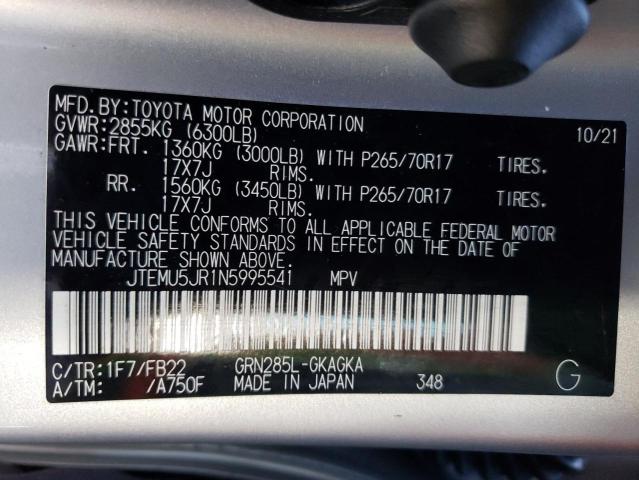 MFD.BY:TOYOTA MOTOR CORPORATION 10/21
GVWR:2855KG (6300LB)
GAWR:FRT. 1360KG (3000LB) WITH P265/70R17 TIRES.
17X7J RIMS.
RR. 1560KG (3450LB) WITH P265/70R17 TIRES.
17X7J RIMS.
THIS VEHICLE CONFORMS TO ALL APPLICABLE FEDERAL MOTOR
VEHICLE SAFETY STANDARDS IN EFFECT ON THE DATE OF
MANUFACTURE SHOWN ABOVE.
JTEMU5JR1N5995541 MPV
C/TR:1F7/FB22 GRN285L-GKAGKA
A/TM: /A750F MADE IN JAPAN 348 G